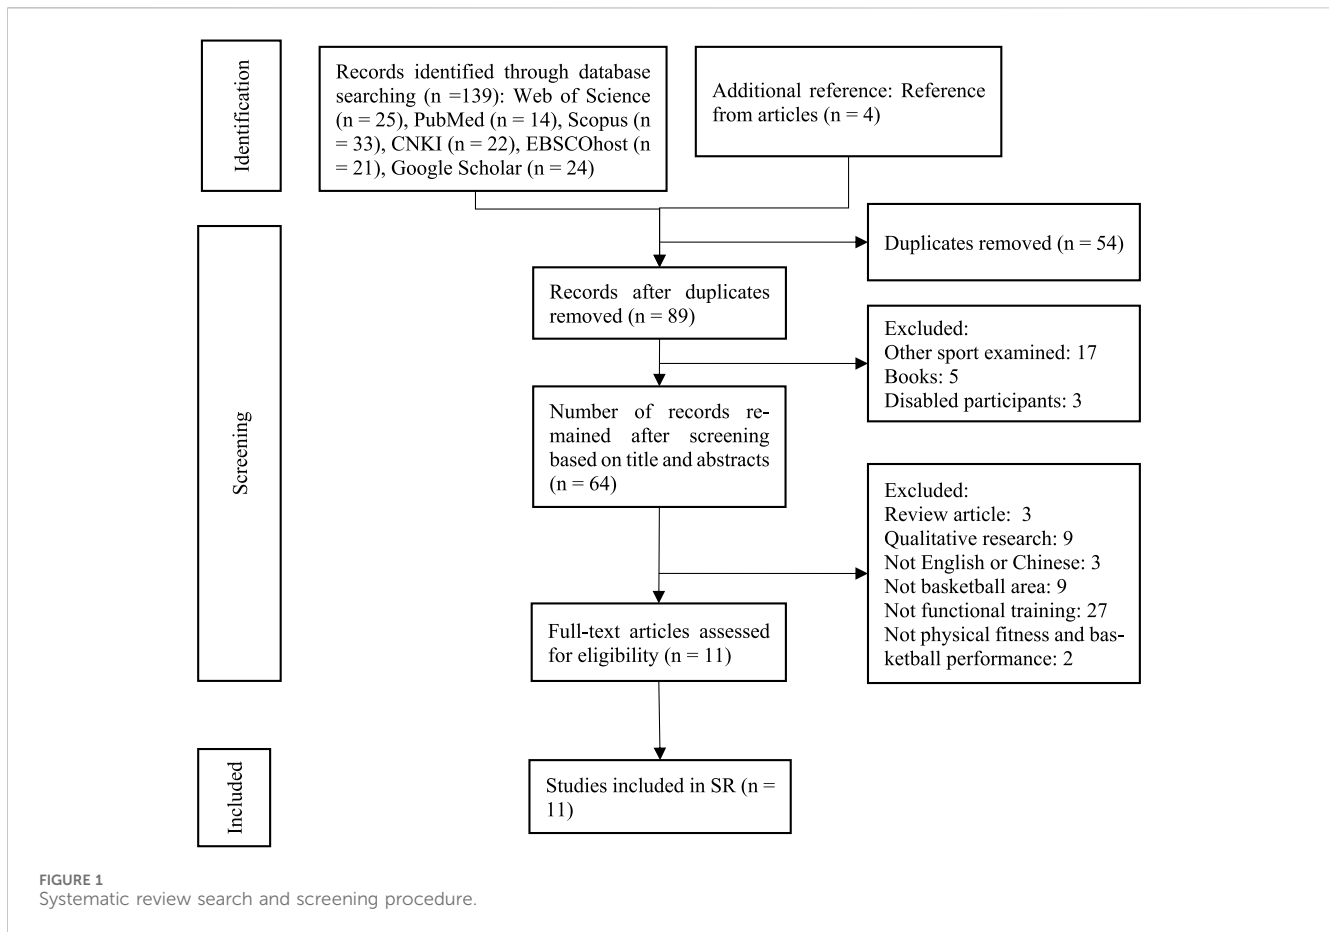 Identification
Records identified through database
searching (n =139): Web of Science
(n = 25), PubMed (n = 14), Scopus (n
= 33), CNKI (n = 22), EBSCOhost (n
= 21), Google Scholar (n = 24)
Additional reference: Reference
from articles (n = 4)
Screening
Duplicates removed (n = 54)
Records after duplicates
removed (n = 89)
Excluded:
Other sport examined: 17
Books: 5
Disabled participants: 3
Number of records re-
mained after screening
based on title and abstracts
(n = 64)
Excluded:
Review article:  3
Qualitative research: 9
Not English or Chinese: 3
Not basketball area: 9
Not functional training: 27
Not physical fitness and bas-
ketball performance: 2
Full-text articles assessed
for eligibility (n = 11)
Included
Studies included in SR (n =
11)
FIGURE 1
Systematic review search and screening procedure.